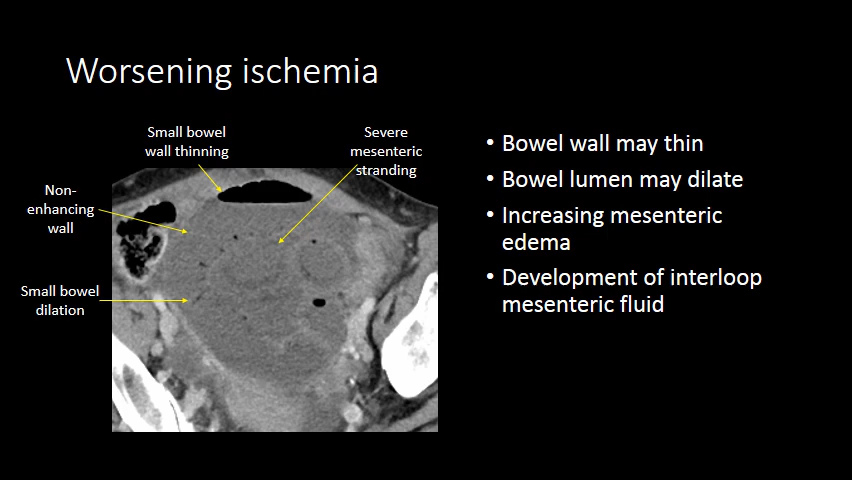 Worsening ischemia
Small bowel
wall thinning
Severe
mesenteric
stranding
Non-
enhancing
wall
Small bowel
dilation
• Bowel wall may thin
• Bowel lumen may dilate
• Increasing mesenteric
edema
• Development of interloop
mesenteric fluid